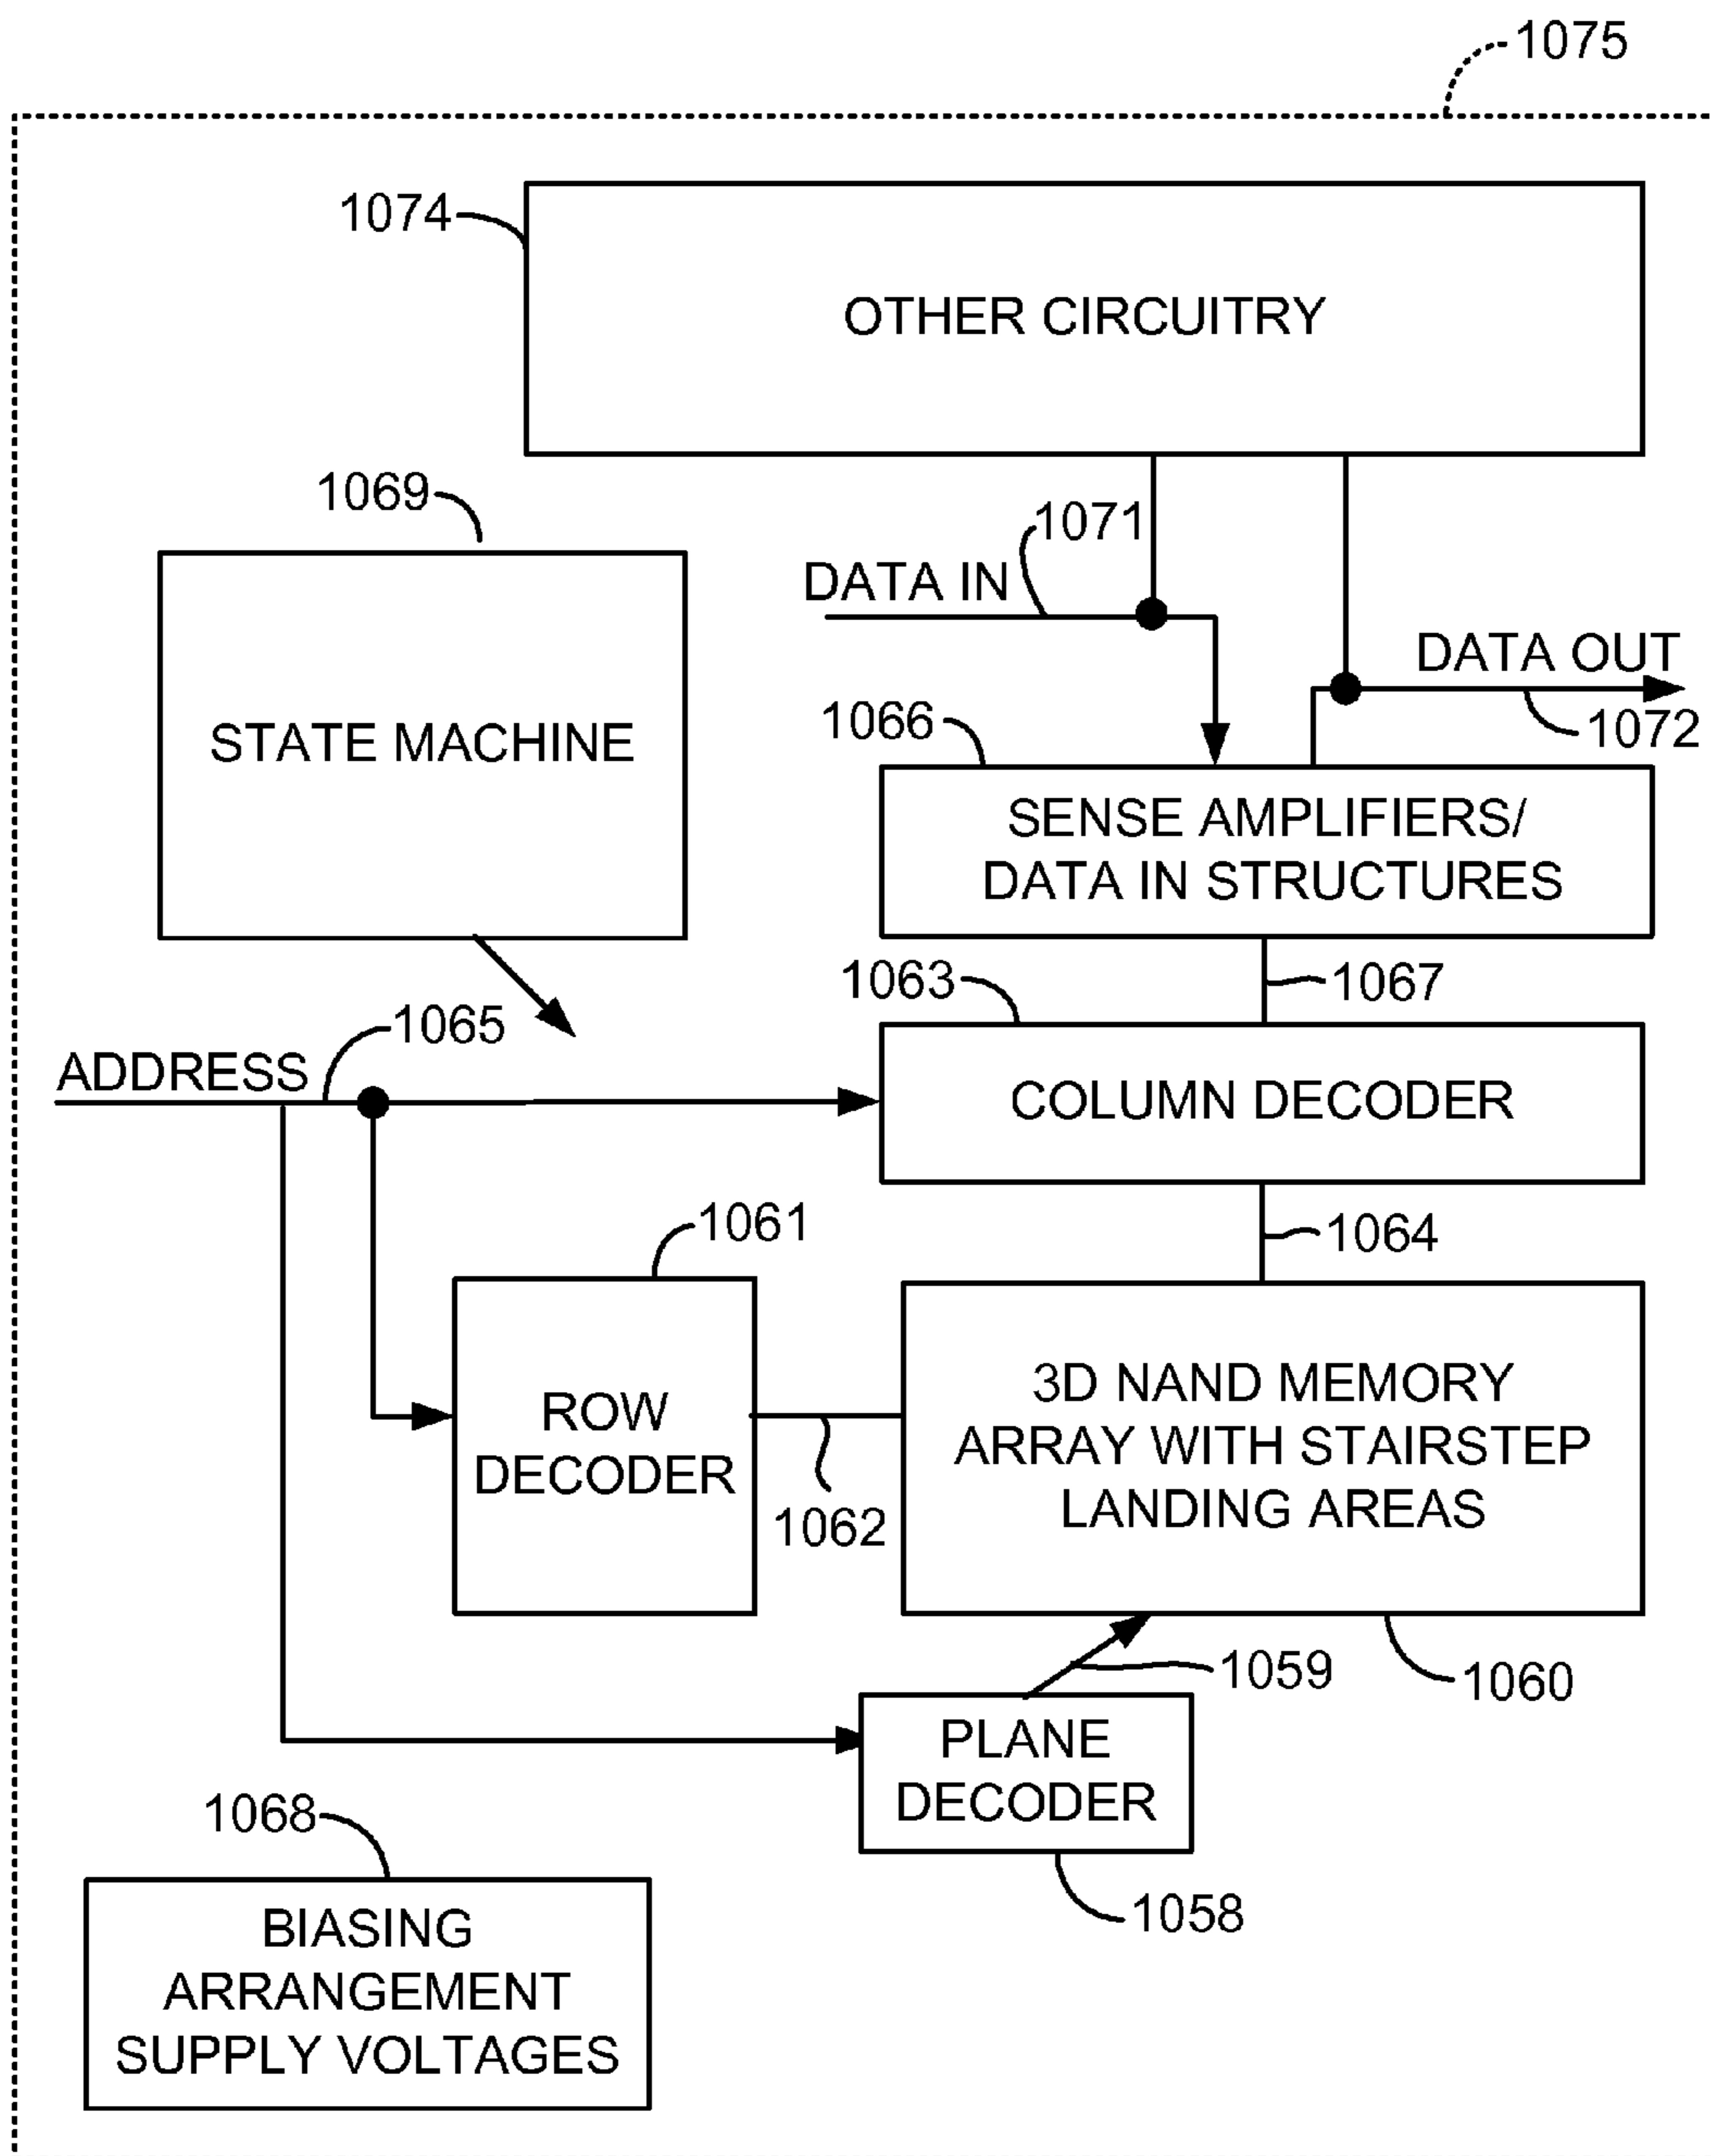 1075
1074
OTHER CIRCUITRY
1069
1071
DATA IN
DATA OUT
1072
STATE MACHINE
1066
SENSE AMPLIFIERS/
DATA IN STRUCTURES
1063
1067
1065
ADDRESS
COLUMN DECODER
1061
1064
ROW
DECODER
1062
3D NAND MEMORY
ARRAY WITH STAIRSTEP
LANDING AREAS
1059
1060
PLANE
DECODER
1058
1068
BIASING
ARRANGEMENT
SUPPLY VOLTAGES